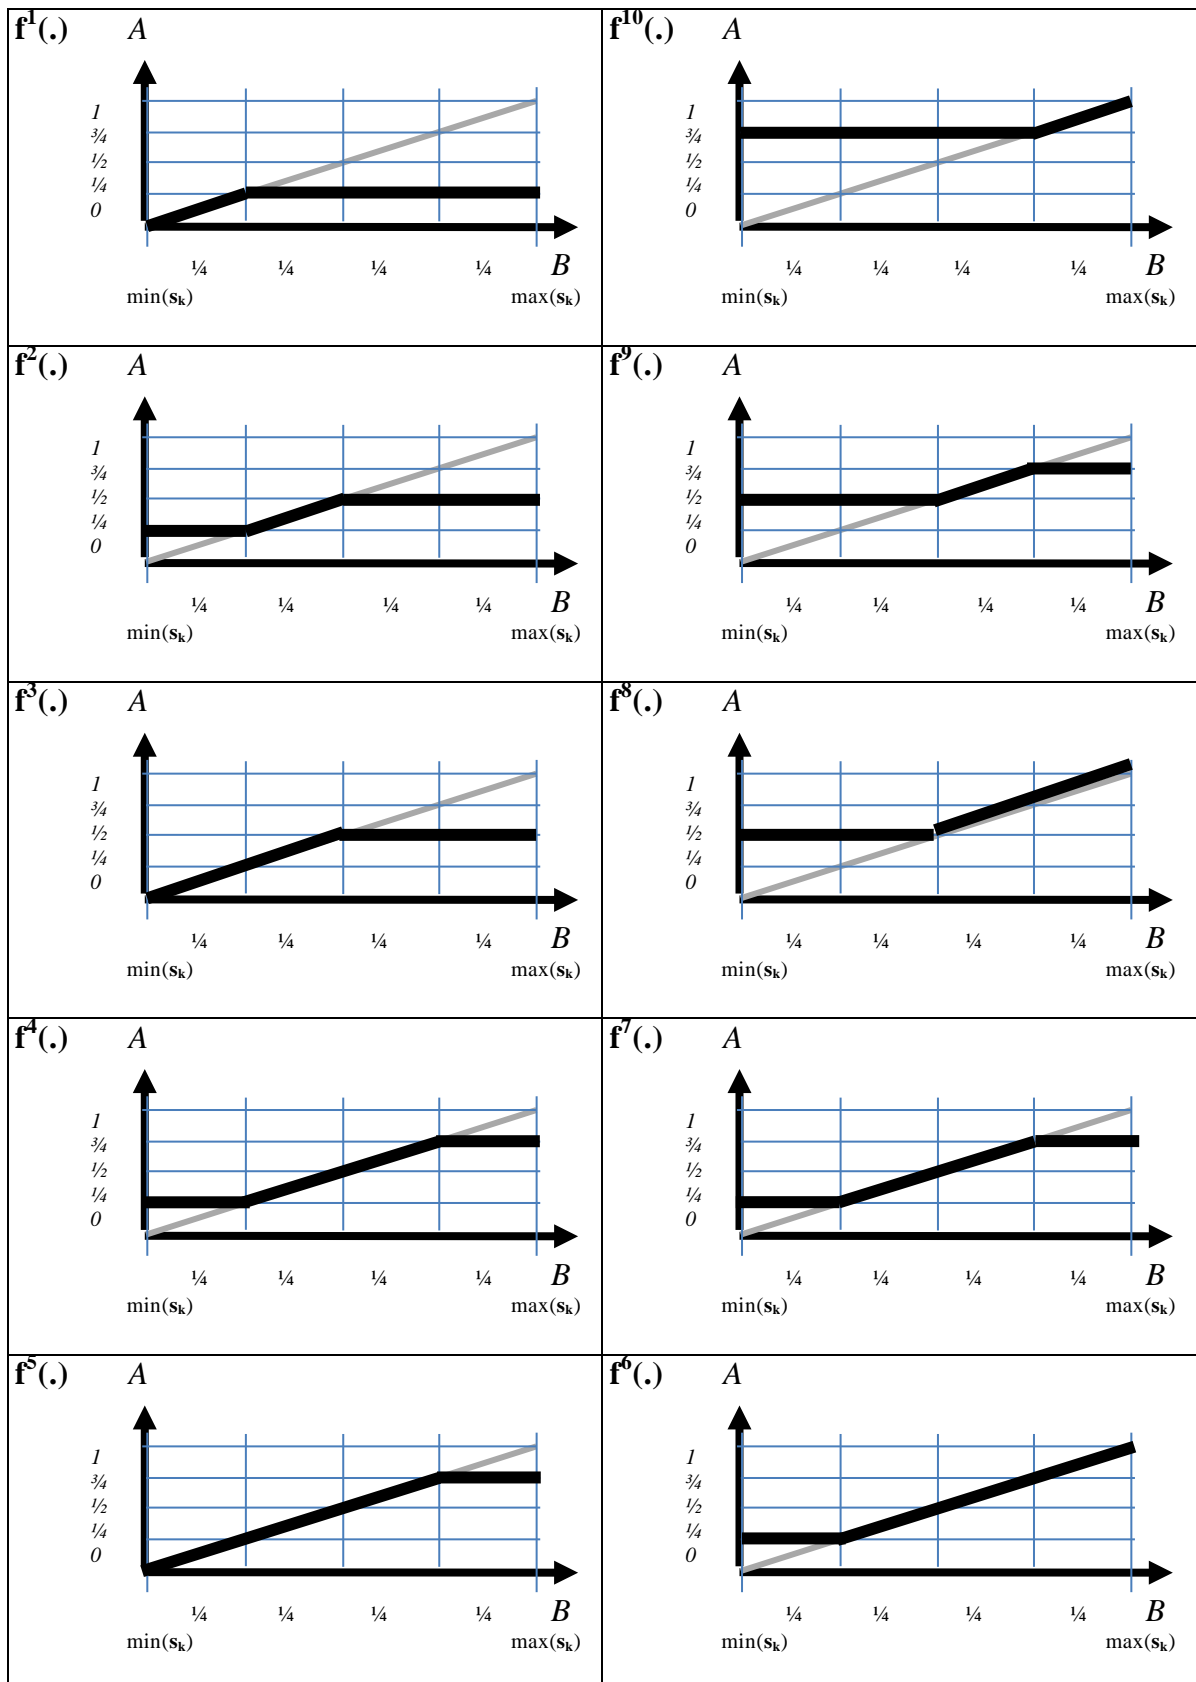 f¹(.) A
1
¾
½
¼
0
¼ ¼ ¼ ¼ B
min(sₖ) max(sₖ)
f¹⁰(.) A
1
¾
½
¼
0
¼ ¼ ¼ ¼ B
min(sₖ) max(sₖ)
f²(.) A
1
¾
½
¼
0
¼ ¼ ¼ ¼ B
min(sₖ) max(sₖ)
f⁹(.) A
1
¾
½
¼
0
¼ ¼ ¼ ¼ B
min(sₖ) max(sₖ)
f³(.) A
1
¾
½
¼
0
¼ ¼ ¼ ¼ B
min(sₖ) max(sₖ)
f⁸(.) A
1
¾
½
¼
0
¼ ¼ ¼ ¼ B
min(sₖ) max(sₖ)
f⁴(.) A
1
¾
½
¼
0
¼ ¼ ¼ ¼ B
min(sₖ) max(sₖ)
f⁷(.) A
1
¾
½
¼
0
¼ ¼ ¼ ¼ B
min(sₖ) max(sₖ)
f⁵(.) A
1
¾
½
¼
0
¼ ¼ ¼ ¼ B
min(sₖ) max(sₖ)
f⁶(.) A
1
¾
½
¼
0
¼ ¼ ¼ ¼ B
min(sₖ) max(sₖ)